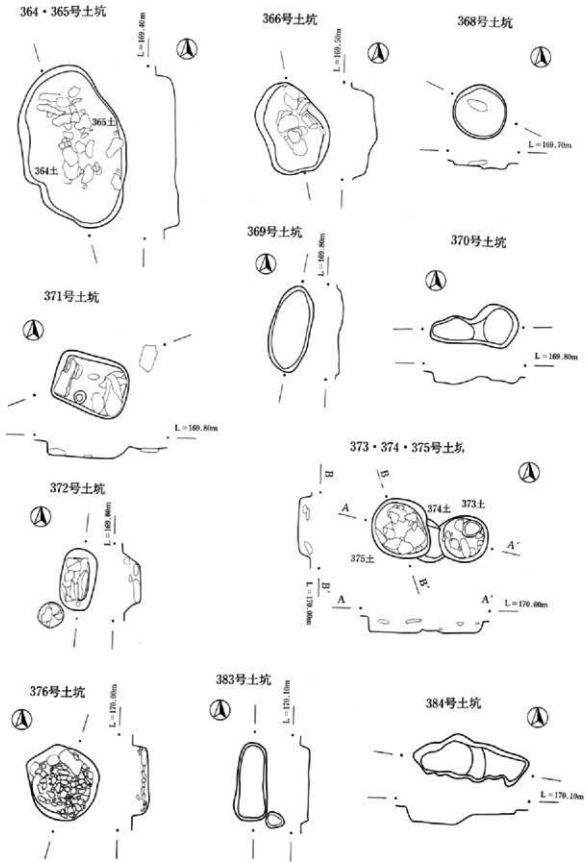 364・365号土坑
L=169.40m
365土
364土
366号土坑
L=169.50m
368号土坑
L=169.70m
369号土坑
L=169.80m
370号土坑
L=169.80m
371号土坑
L=169.80m
372号土坑
L=169.80m
373・374・375号土坑
B
B
A
374土
373土
375土
A′
B′
B′
L=170.00m
A
A′
L=170.00m
376号土坑
L=170.00m
383号土坑
L=170.10m
384号土坑
L=170.10m